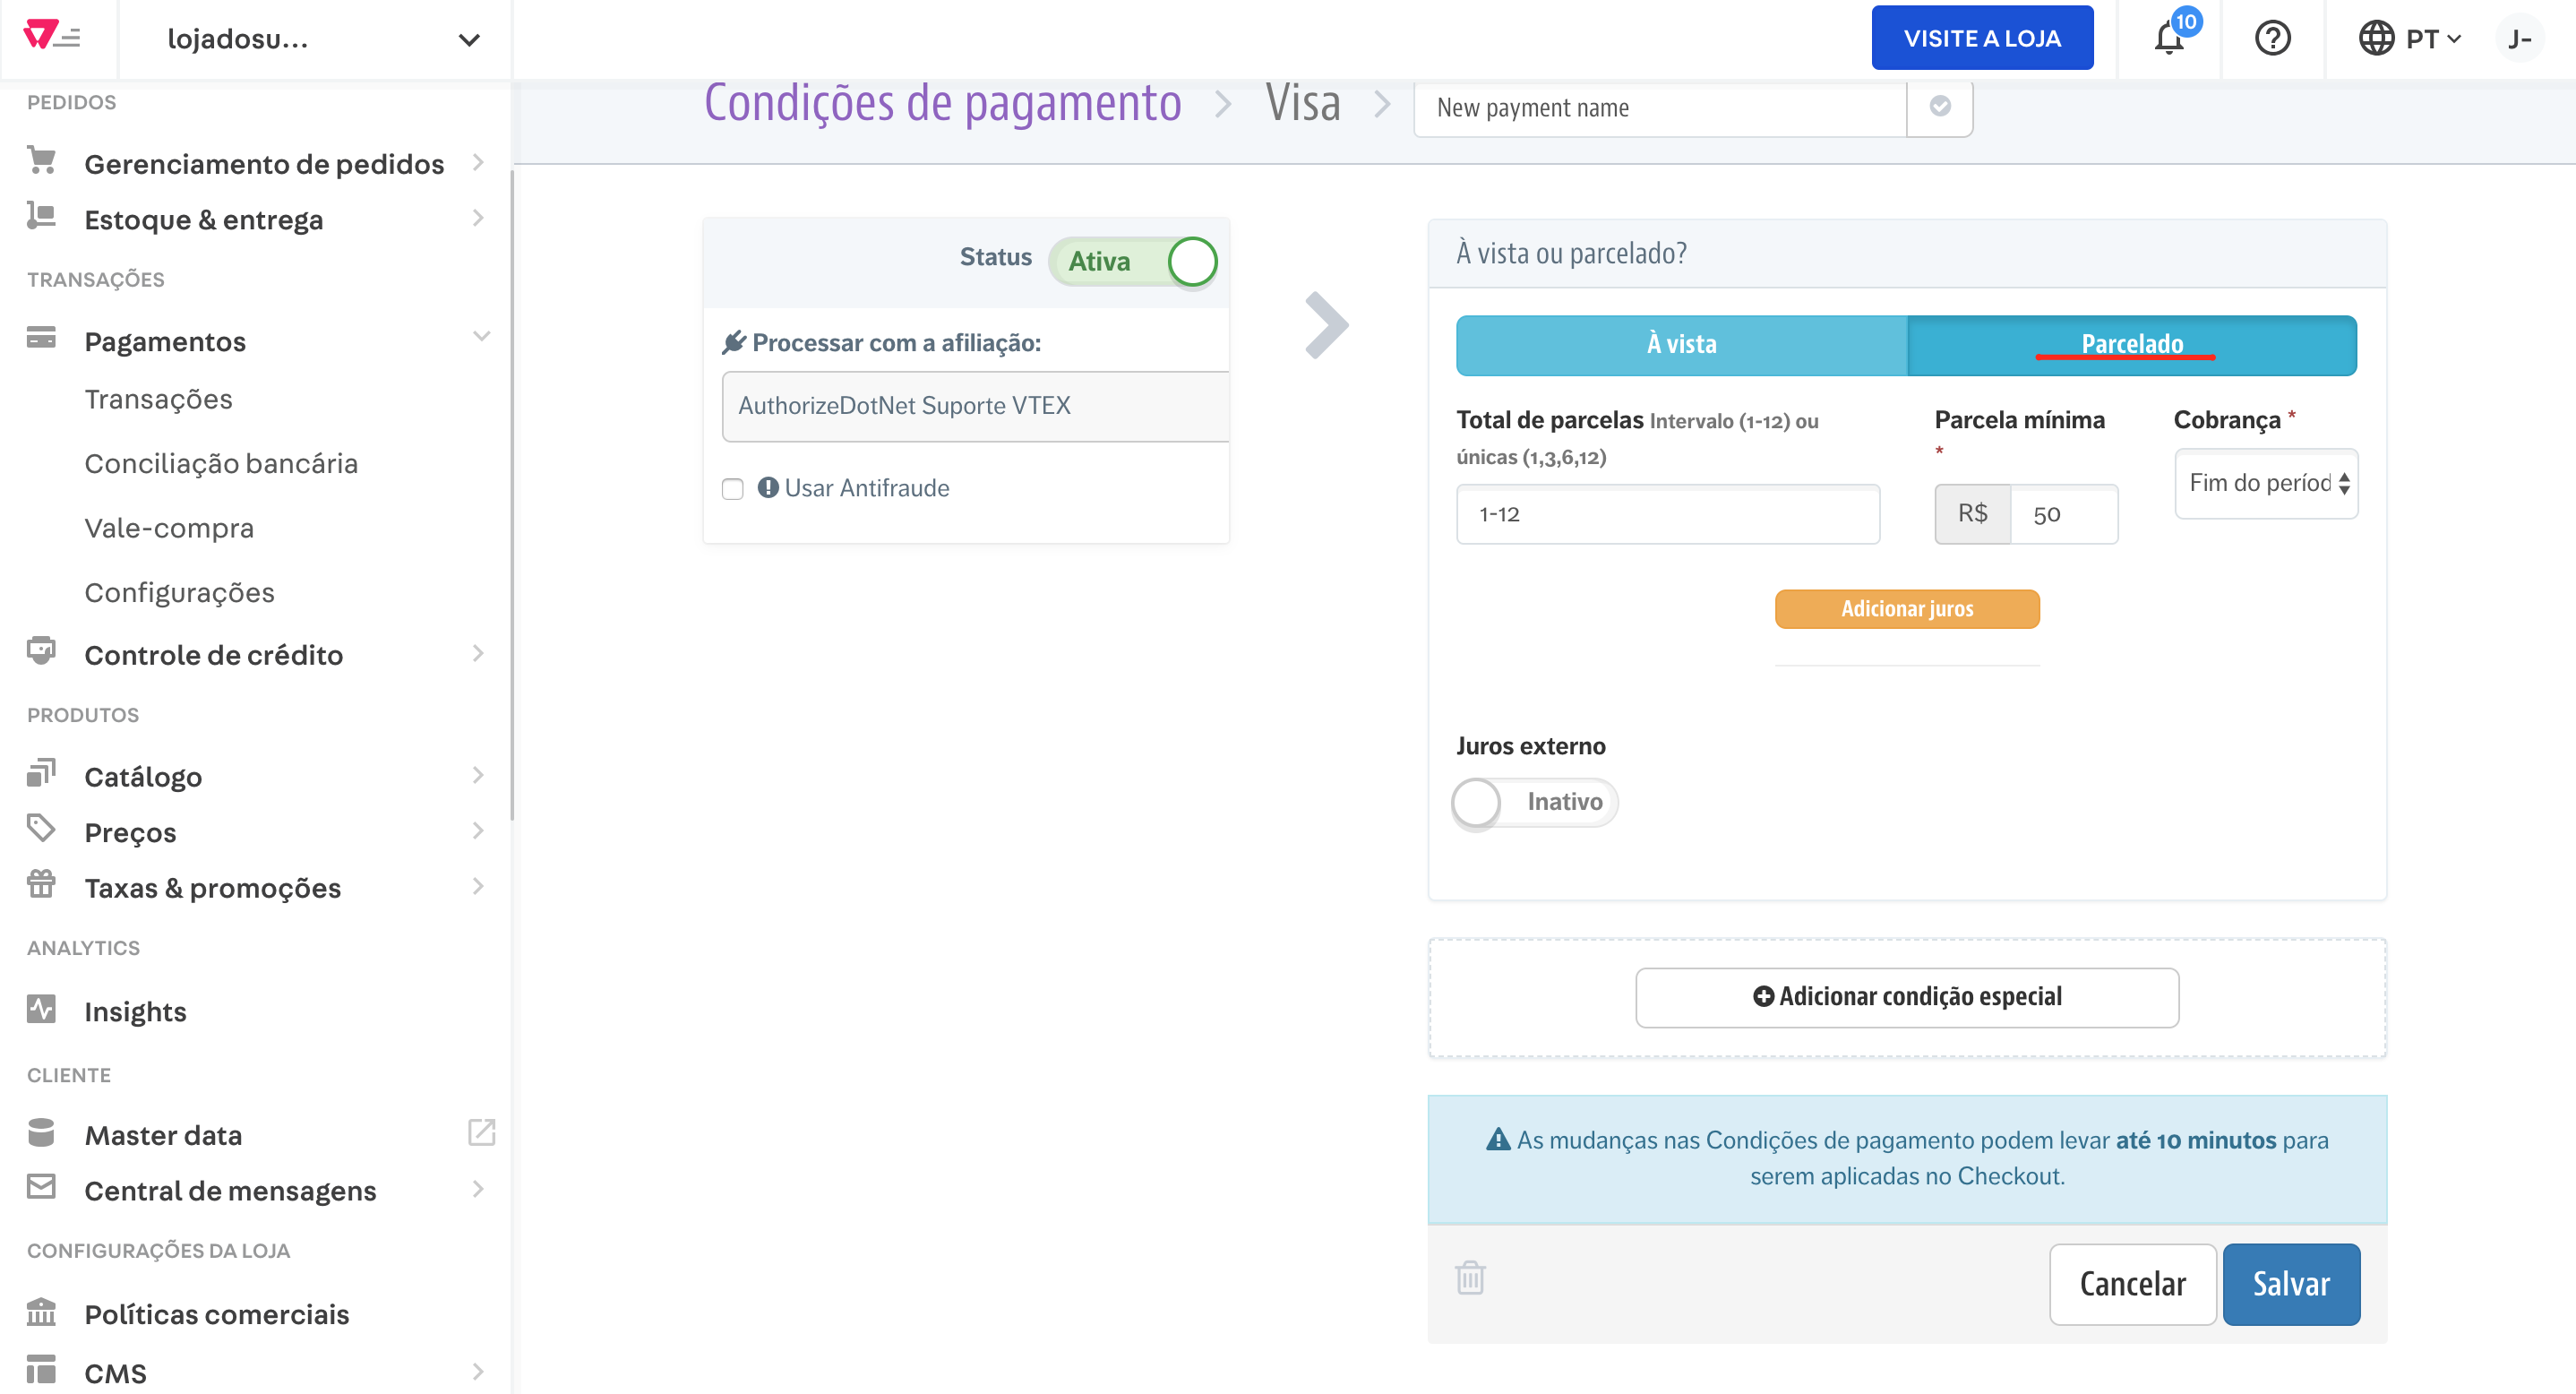 lojadosu...
VISITE A LOJA
10
PT
J-
PEDIDOS
Gerenciamento de pedidos
Estoque & entrega
TRANSAÇÕES
Pagamentos
Transações
Conciliação bancária
Vale-compra
Configurações
Controle de crédito
PRODUTOS
Catálogo
Preços
Taxas & promoções
ANALYTICS
Insights
CLIENTE
Master data
Central de mensagens
CONFIGURAÇÕES DA LOJA
Políticas comerciais
CMS
Condições de pagamento > Visa >
New payment name
Status Ativa
Processar com a afiliação:
AuthorizeDotNet Suporte VTEX
Usar Antifraude
À vista ou parcelado?
À vista
Parcelado
Total de parcelas Intervalo (1-12) ou
únicas (1,3,6,12)
1-12
Parcela mínima
*
R$ 50
Cobrança *
Fim do períod
Adicionar juros
Juros externo
Inativo
Adicionar condição especial
As mudanças nas Condições de pagamento podem levar até 10 minutos para
serem aplicadas no Checkout.
Cancelar
Salvar